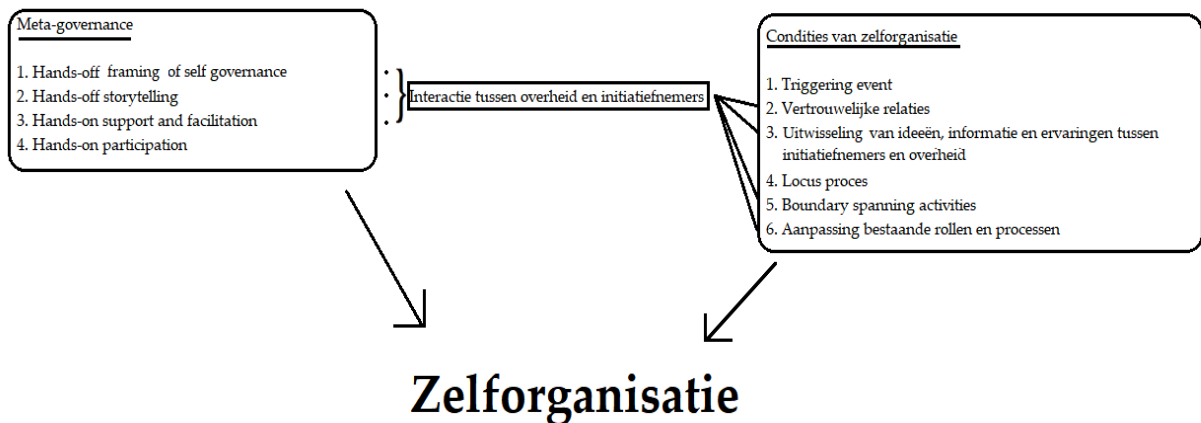 Meta-governance
1. Hands-off framing of self governance
2. Hands-off storytelling
3. Hands-on support and facilitation
4. Hands-on participation
Interactie tussen overheid en initiatiefnemers
Condities van zelforganisatie
1. Triggering event
2. Vertrouwelijke relaties
3. Uitwisseling van ideeën, informatie en ervaringen tussen
initiatiefnemers en overheid
4. Locus proces
5. Boundary spanning activities
6. Aanpassing bestaande rollen en processen
Zelforganisatie